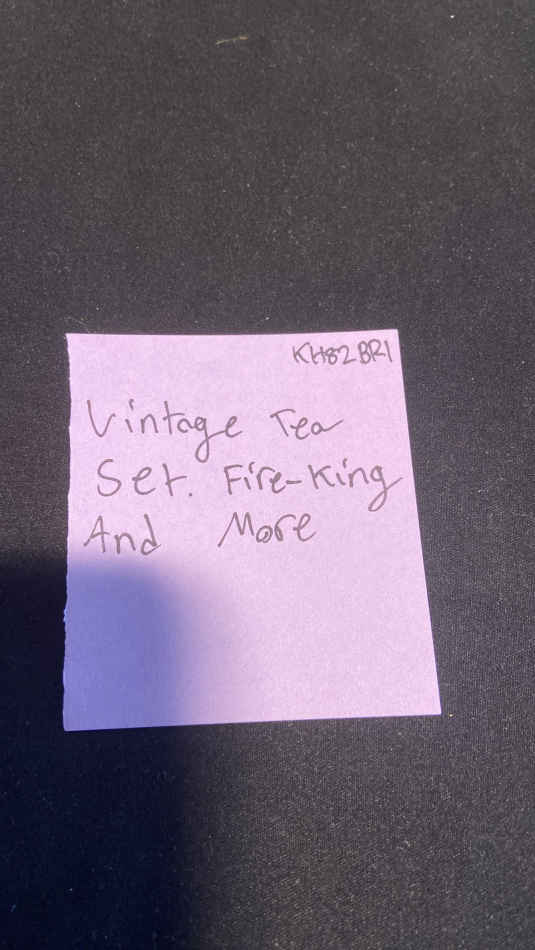 KH82BR1
Vintage Tea
Set. Fire-King
And More